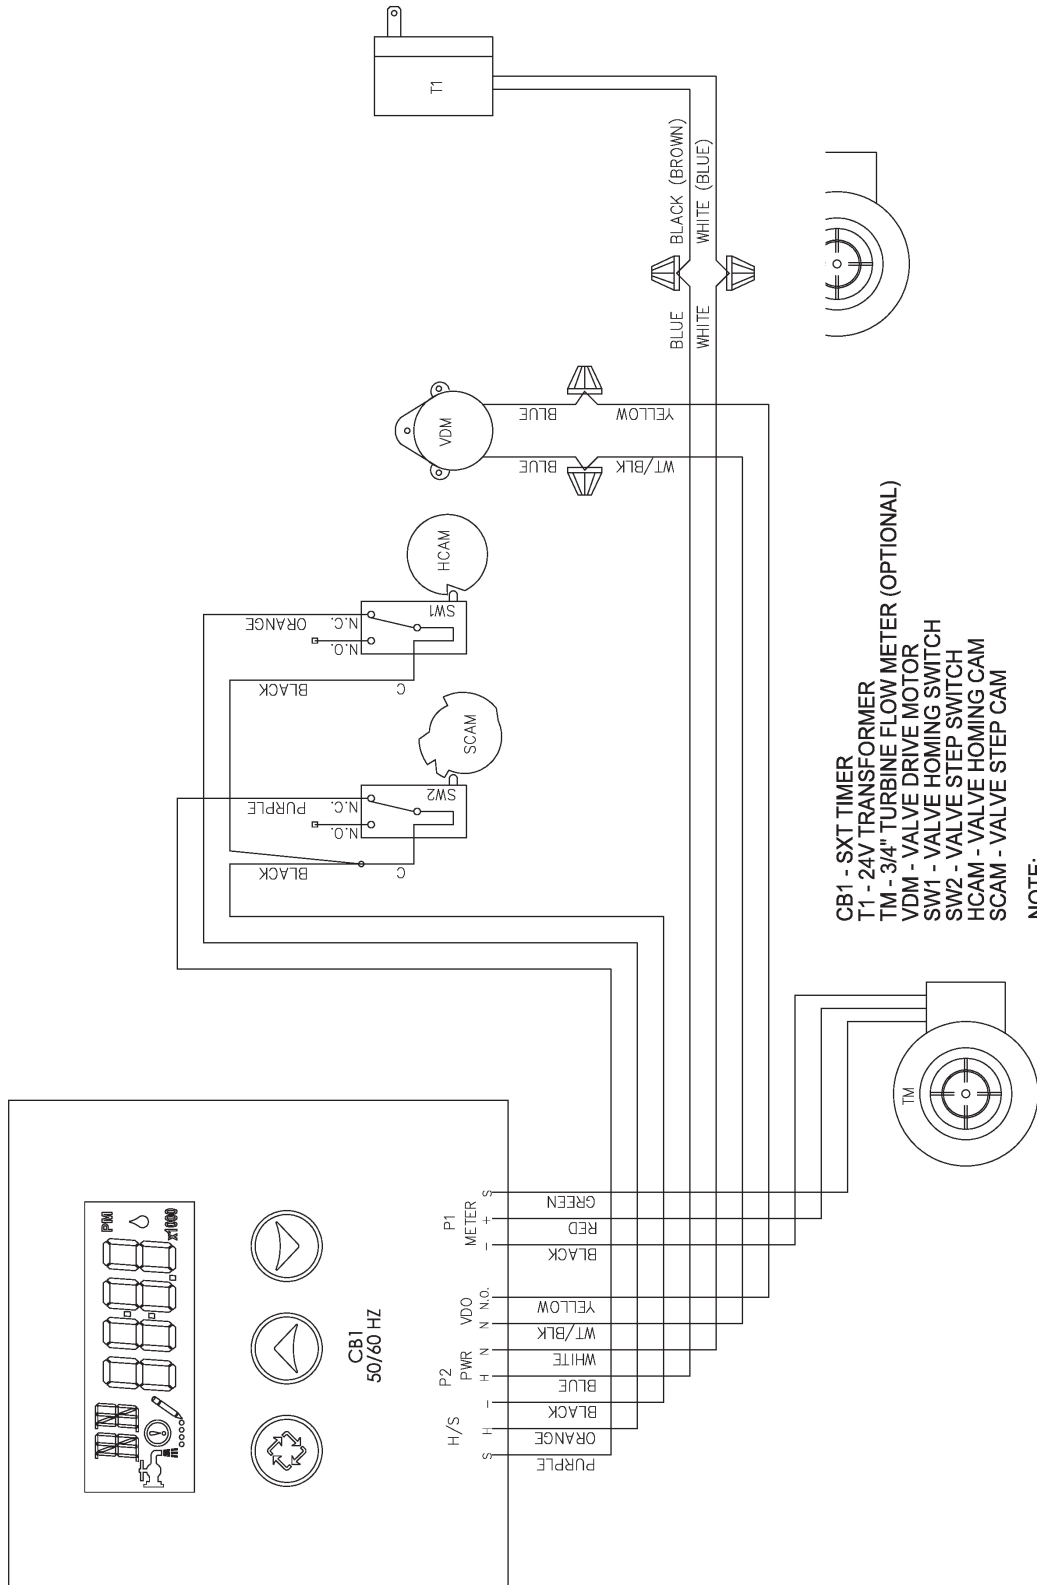 T1
BLACK (BROWN)
WHITE (BLUE)
BLUE
WHITE
VDM
BLUE
YELLOW
BLUE
WT/BLK
HCAM
SW1
ORANGE
N.C.
N.O.
BLACK
C
SCAM
SW2
PURPLE
N.C.
N.O.
BLACK
C
CB1 - SXT TIMER
T1 - 24V TRANSFORMER
TM - 3/4" TURBINE FLOW METER (OPTIONAL)
VDM - VALVE DRIVE MOTOR
SW1 - VALVE HOMING SWITCH
SW2 - VALVE STEP SWITCH
HCAM - VALVE HOMING CAM
SCAM - VALVE STEP CAM
NOTE:
TM
PM
x1000
CB1
50/60 HZ
P1
METER
S
+
-
GREEN
RED
BLACK
VDO
N.O.
N
YELLOW
WT/BLK
P2
PWR
N
H
WHITE
BLUE
H/S
-
H
S
BLACK
ORANGE
PURPLE